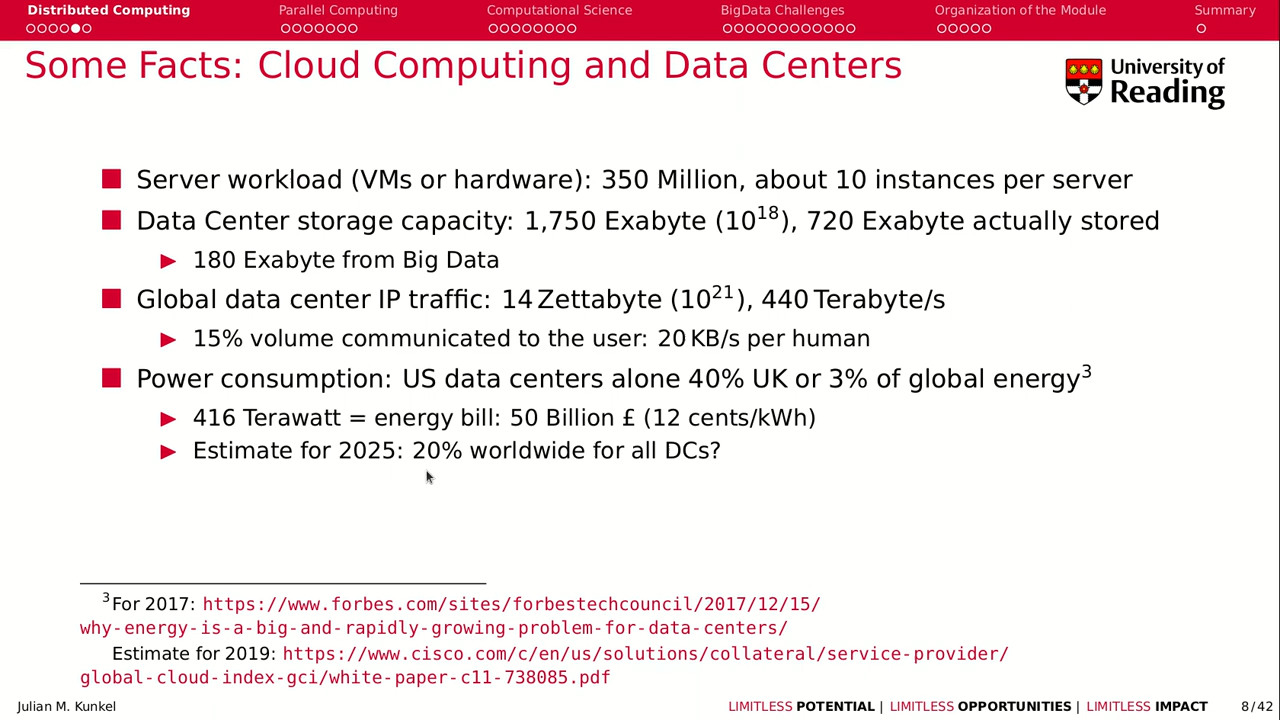 Distributed Computing Parallel Computing Computational Science BigData Challenges Organization of the Module Summary
Some Facts: Cloud Computing and Data Centers
University of
Reading
Server workload (VMs or hardware): 350 Million, about 10 instances per server
Data Center storage capacity: 1,750 Exabyte (10^18), 720 Exabyte actually stored
180 Exabyte from Big Data
Global data center IP traffic: 14 Zettabyte (10^21), 440 Terabyte/s
15% volume communicated to the user: 20 KB/s per human
Power consumption: US data centers alone 40% UK or 3% of global energy^3
416 Terawatt = energy bill: 50 Billion £ (12 cents/kWh)
Estimate for 2025: 20% worldwide for all DCs?
^3For 2017: https://www.forbes.com/sites/forbestechcouncil/2017/12/15/
why-energy-is-a-big-and-rapidly-growing-problem-for-data-centers/
Estimate for 2019: https://www.cisco.com/c/en/us/solutions/collateral/service-provider/
global-cloud-index-gci/white-paper-c11-738085.pdf
Julian M. Kunkel LIMITLESS POTENTIAL | LIMITLESS OPPORTUNITIES | LIMITLESS IMPACT 8/42